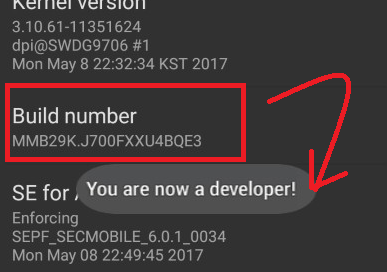 Kernel version
3.10.61-11351624
dpi@SWDG9706 #1
Mon May 8 22:32:34 KST 2017
Build number
MMB29K.J700FXXU4BQE3
You are now a developer!
SE for
Enforcing
SEPF_SECMOBILE_6.0.1_0034
Mon May 08 22:49:45 2017